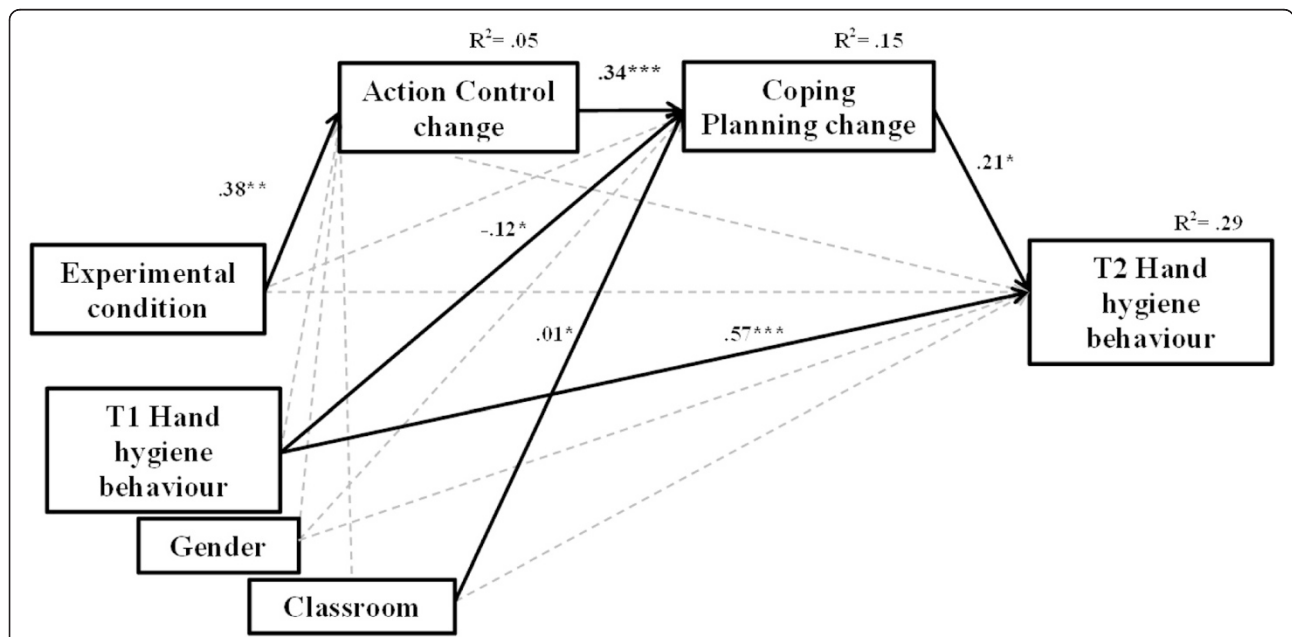 R²= .05
R²= .15
Action Control
change
.34***
Coping
Planning change
.38**
-.12*
.21*
R²= .29
Experimental
condition
T2 Hand
hygiene
behaviour
.01*
.57***
T1 Hand
hygiene
behaviour
Gender
Classroom